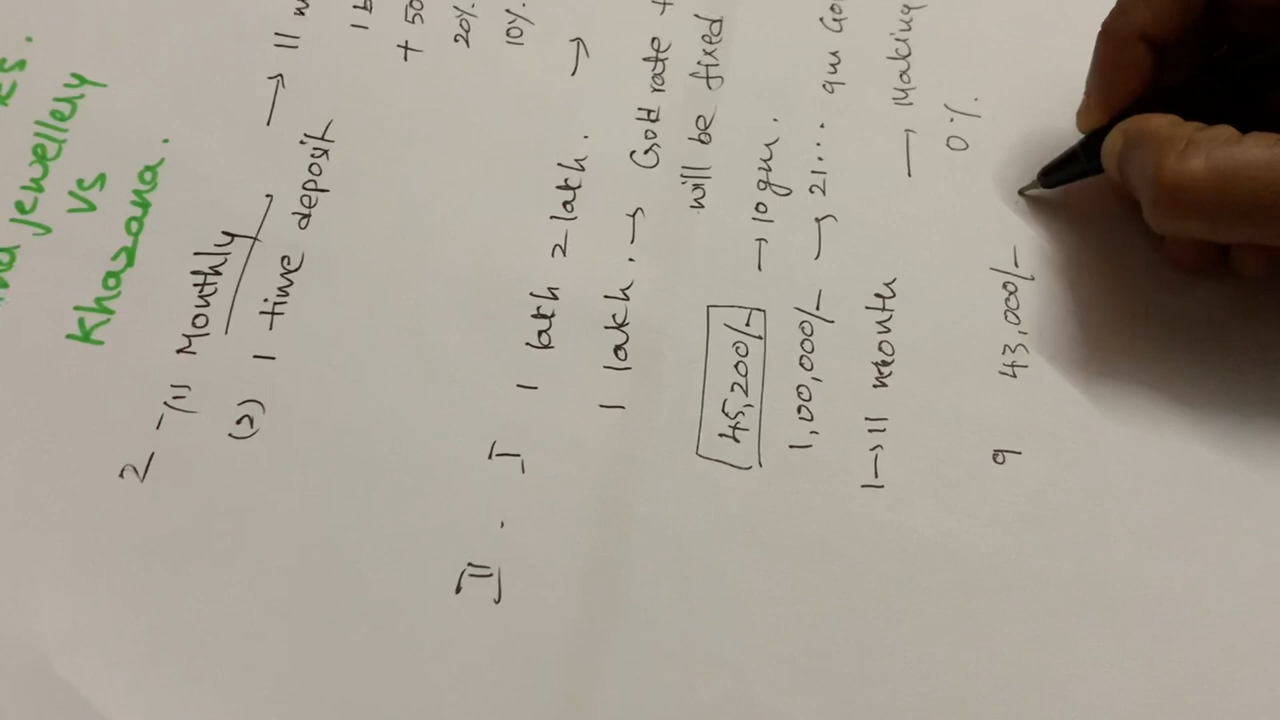 Jewellery
vs
Khazana.
2 - (1) Monthly → 11
(2) 1 time deposit
+ 50
20%.
10%.
II. I 1 lakh 2 lakh. →
1 lakh. → Gold rate +
will be fixed
45,200/- → 10 gm.
1,00,000/- → 21... gm
1→11 month → Making
0%.
9 43,000/-